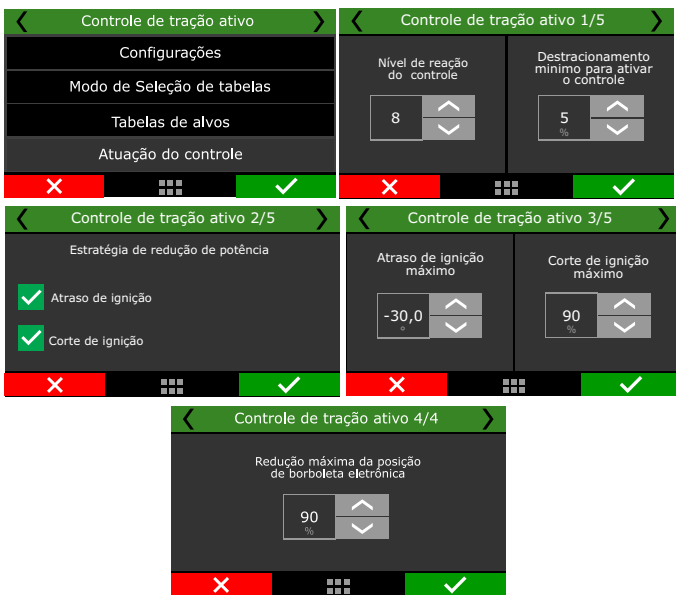 Controle de tração ativo
Configurações
Modo de Seleção de tabelas
Tabelas de alvos
Atuação do controle
Controle de tração ativo 1/5
Nível de reação
do controle
8
Destracionamento
minimo para ativar
o controle
5
%
Controle de tração ativo 2/5
Estratégia de redução de potência
Atraso de ignição
Corte de ignição
Controle de tração ativo 3/5
Atraso de ignição
máximo
-30,0
°
Corte de ignição
máximo
90
%
Controle de tração ativo 4/4
Redução máxima da posição
de borboleta eletrônica
90
%